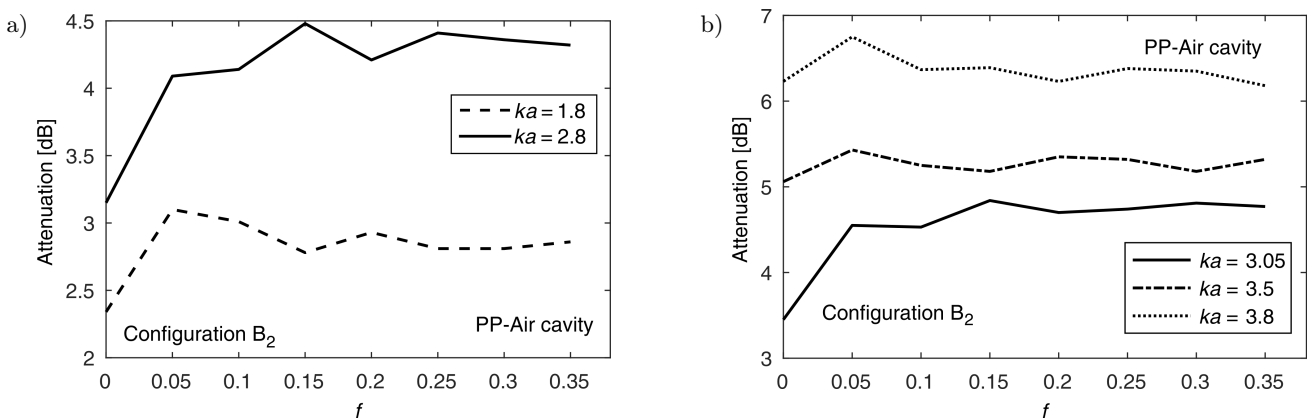 a)
4.5
4
3.5
3
2.5
2
Attenuation [dB]
ka = 1.8
ka = 2.8
Configuration B2
PP-Air cavity
0 0.05 0.1 0.15 0.2 0.25 0.3 0.35
f
b)
7
6
5
4
3
Attenuation [dB]
PP-Air cavity
ka = 3.05
ka = 3.5
ka = 3.8
Configuration B2
0 0.05 0.1 0.15 0.2 0.25 0.3 0.35
f